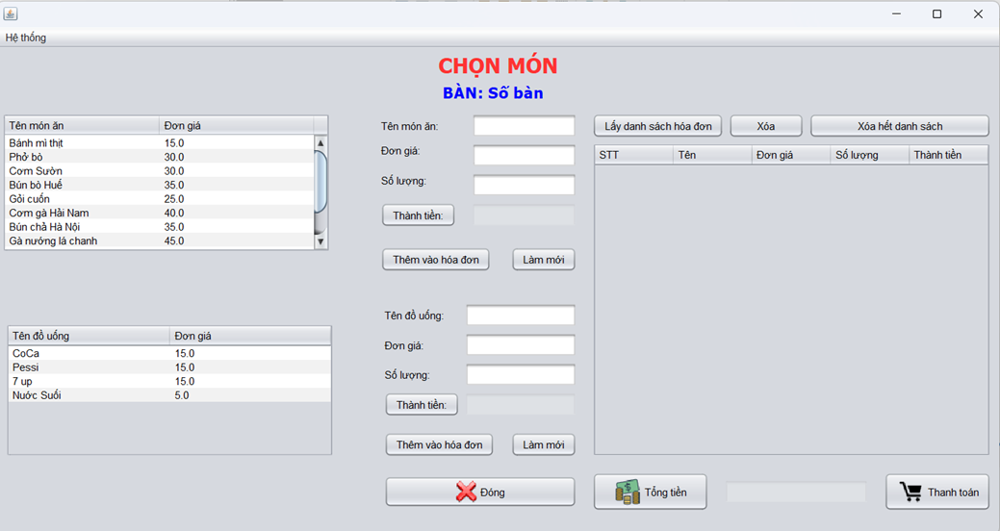 Hệ thống
CHỌN MÓN
BÀN: Số bàn
Tên món ăn Đơn giá
Bánh mì thịt 15.0
Phở bò 30.0
Cơm Sườn 30.0
Bún bò Huế 35.0
Gỏi cuốn 25.0
Cơm gà Hải Nam 40.0
Bún chả Hà Nội 35.0
Gà nướng lá chanh 45.0
Tên đồ uống Đơn giá
CoCa 15.0
Pessi 15.0
7 up 15.0
Nước Suối 5.0
Tên món ăn:
Đơn giá:
Số lượng:
Thành tiền:
Thêm vào hóa đơn Làm mới
Tên đồ uống:
Đơn giá:
Số lượng:
Thành tiền:
Thêm vào hóa đơn Làm mới
Đóng
Lấy danh sách hóa đơn Xóa Xóa hết danh sách
STT Tên Đơn giá Số lượng Thành tiền
Tổng tiền Thanh toán